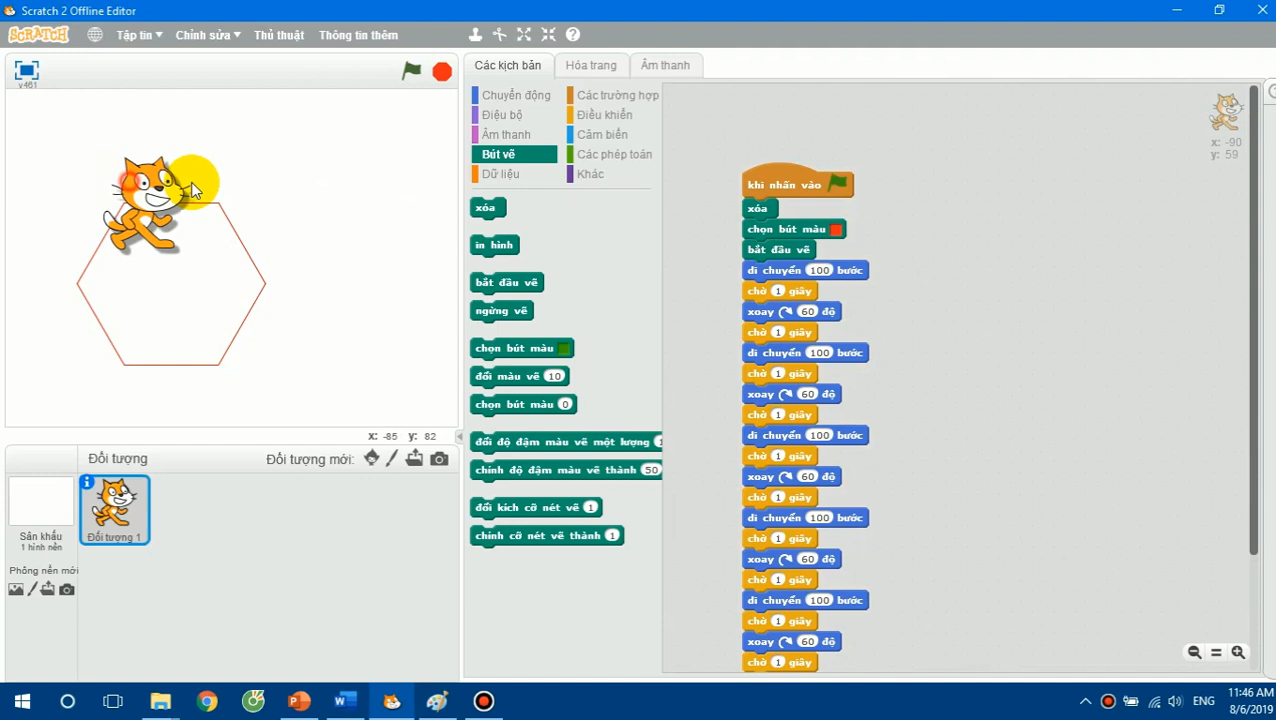 Scratch 2 Offline Editor
SCRATCH Tập tin Chỉnh sửa Thủ thuật Thông tin thêm
v461
Các kịch bản Hóa trang Âm thanh
Chuyển động Các trường hợp
Điệu bộ Điều khiển
Âm thanh Cảm biến
Bút vẽ Các phép toán
Dữ liệu Khác
xóa
in hình
bắt đầu vẽ
ngừng vẽ
chọn bút màu
đổi màu vẽ 10
chọn bút màu 0
đổi độ đậm màu vẽ một lượng
chỉnh độ đậm màu vẽ thành 50
đổi kích cỡ nét vẽ 1
chỉnh cỡ nét vẽ thành 1
x: -90
y: 59
khi nhấn vào
xóa
chọn bút màu
bắt đầu vẽ
di chuyển 100 bước
chờ 1 giây
xoay 60 độ
chờ 1 giây
di chuyển 100 bước
chờ 1 giây
xoay 60 độ
chờ 1 giây
di chuyển 100 bước
chờ 1 giây
xoay 60 độ
chờ 1 giây
di chuyển 100 bước
chờ 1 giây
xoay 60 độ
chờ 1 giây
di chuyển 100 bước
chờ 1 giây
xoay 60 độ
chờ 1 giây
x: -85 y: 82
Đối tượng Đối tượng mới:
Sân khấu
1 hình nền
Đối tượng 1
Phông nền mới
ENG
11:46 AM
8/6/2019